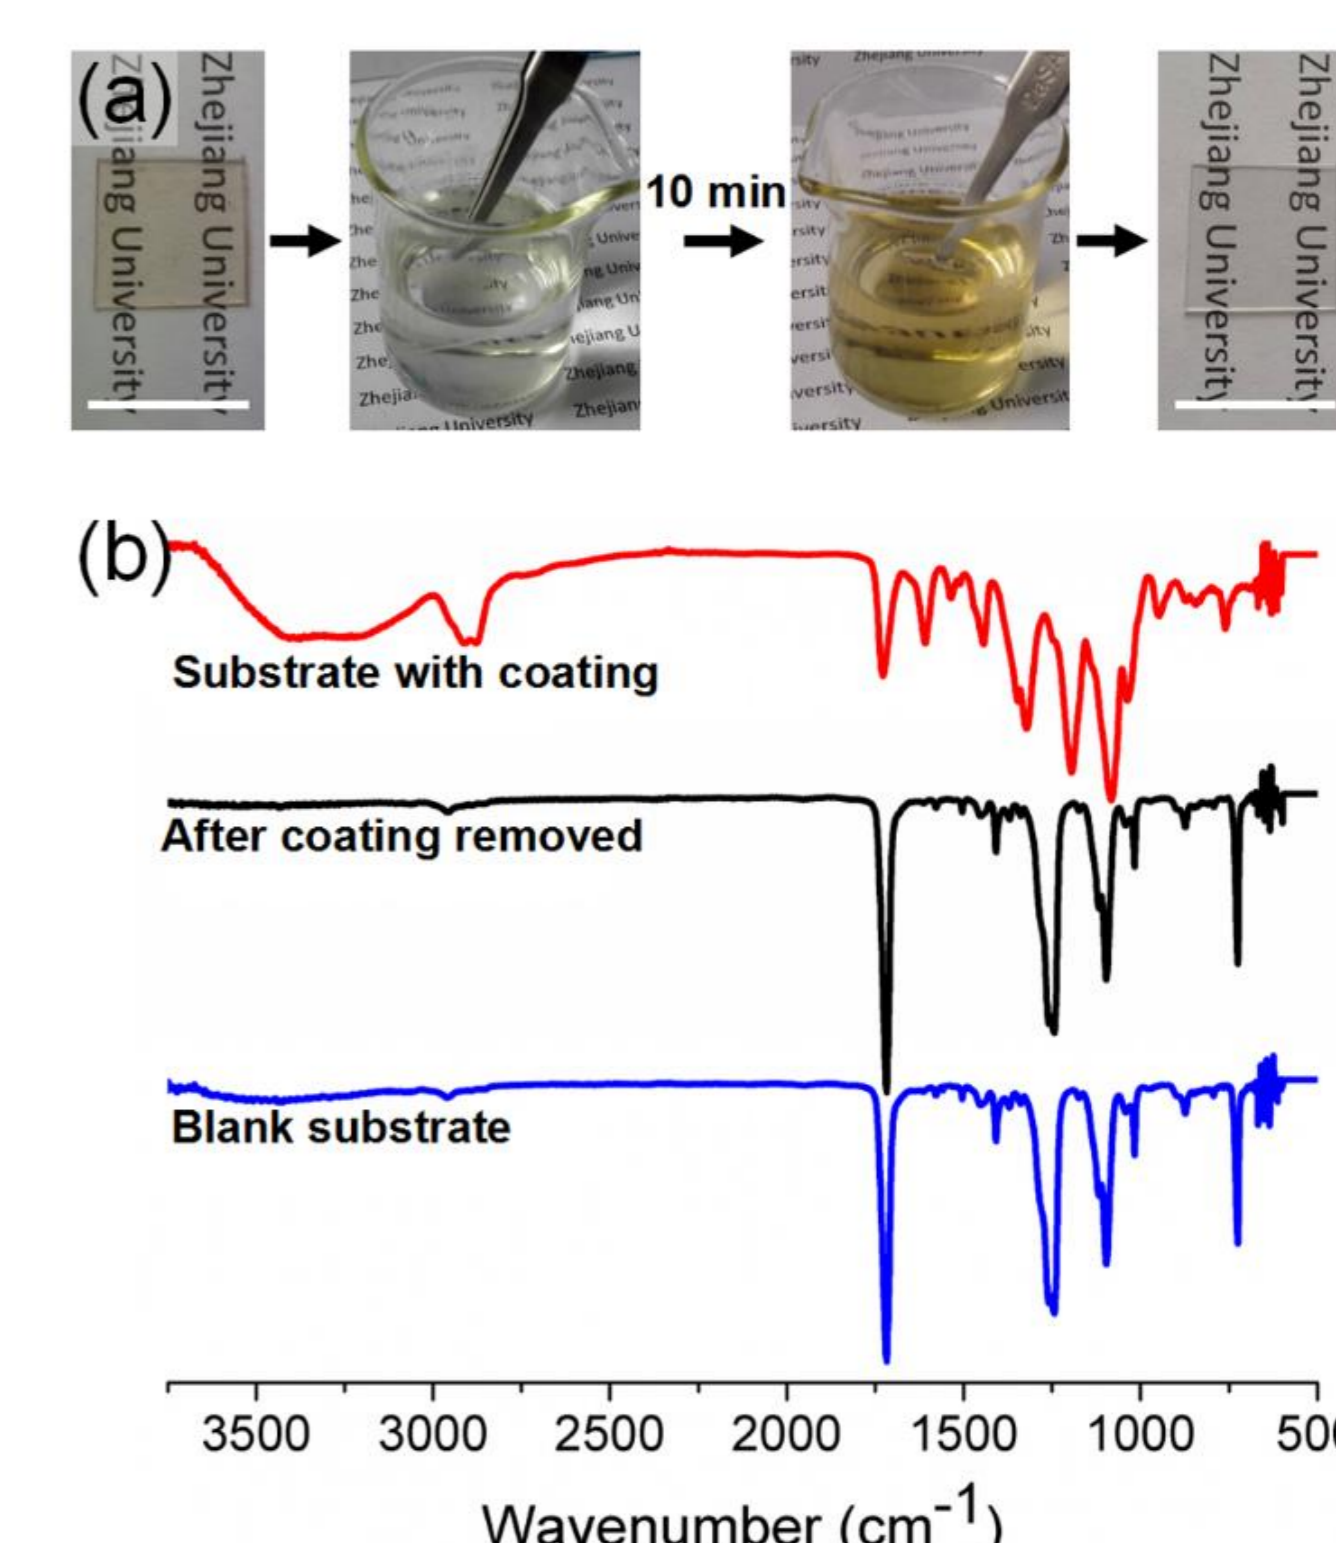 (a)
Zhejiang University
Zhejiang University
10 min
Zhejiang University
Zhejiang University
(b)
Substrate with coating
After coating removed
Blank substrate
3500 3000 2500 2000 1500 1000 500
Wavenumber (cm-1)